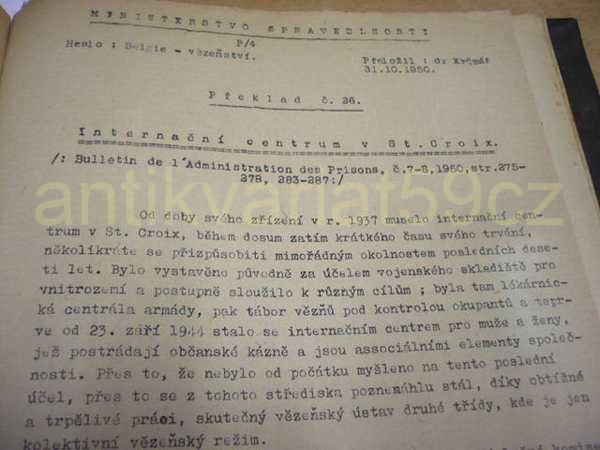 MINISTERSTVO SPRAVEDLNOSTI
P/4
Heslo : Belgie - vězeňství.
Přeložil : dr Krůmář
31.10.1950.
Překlad č. 26.
Internační centrum v St.Croix.
/: Bulletin de l´Administration des Prisons, č.7-8,1950,str.275-
278, 283-287:/
antikvariat59cz
Od doby svého zřízení v r. 1937 muselo internační cen-
trum v St. Croix, během dosum zatím krátkého času svého trvání,
několikráte se přizpůsobiti mimořádným okolnostem posledních dese-
ti let. Bylo vystavěno původně za účelem vojenského skladiště pro
vnitrozemí a postupně sloužilo k různým cílům ; byla tam lékárnic-
ká centrála armády, pak tábor vězňů pod kontrolou okupantů a tepr-
ve od 23. září 1944 stalo se internačním centrem pro muže a ženy,
jež postrádají občanské kázně a jsou associálními elementy společ-
nosti. Přes to, že nebylo od počátku myšleno na tento poslední
účel, přes to se z tohoto střediska poznenáhlu stal, díky obtížné
a trpělivé práci, skutečný vězeňský ústav druhé třídy, kde je jen
kolektivní vězeňský režim.